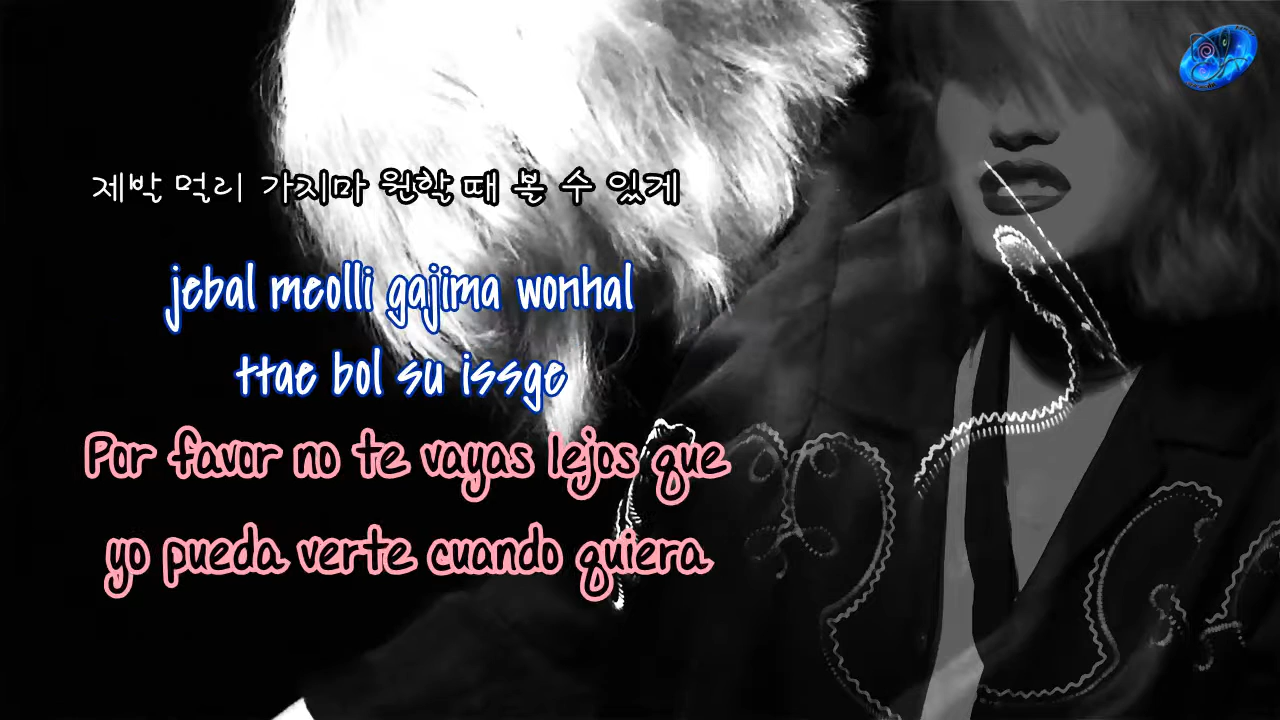 제발 멀리 가지마 원할 때 볼 수 있게
jebal meolli gajima wonhal
ttae bol su issge
Por favor no te vayas lejos que
yo pueda verte cuando quiera